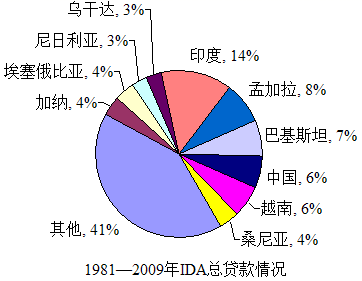 乌干达, 3%
尼日利亚, 3%
印度, 14%
埃塞俄比亚, 4%
孟加拉, 8%
加纳, 4%
巴基斯坦, 7%
中国, 6%
越南, 6%
其他, 41%
桑尼亚, 4%
1981—2009年IDA总贷款情况